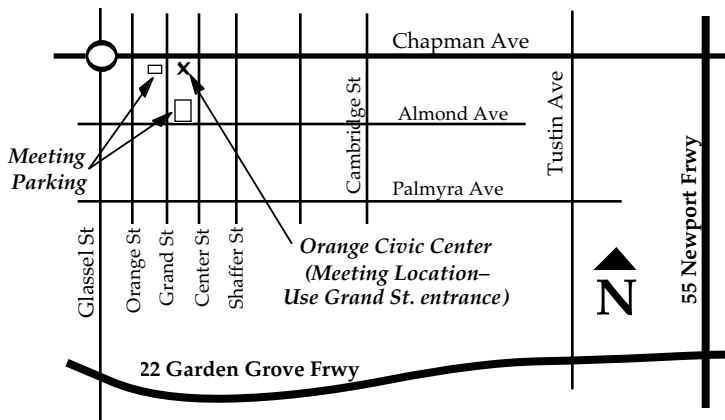 Chapman Ave
Almond Ave
Cambridge St
Tustin Ave
Meeting
Parking
Palmyra Ave
55 Newport Frwy
Glassel St
Orange St
Grand St
Center St
Shaffer St
Orange Civic Center
(Meeting Location–
Use Grand St. entrance)
N
22 Garden Grove Frwy